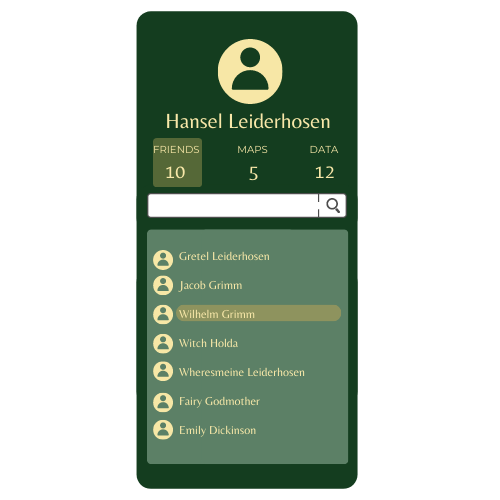 Hansel Leiderhosen
FRIENDS MAPS DATA
10 5 12
Gretel Leiderhosen
Jacob Grimm
Wilhelm Grimm
Witch Holda
Wheresmeine Leiderhosen
Fairy Godmother
Emily Dickinson